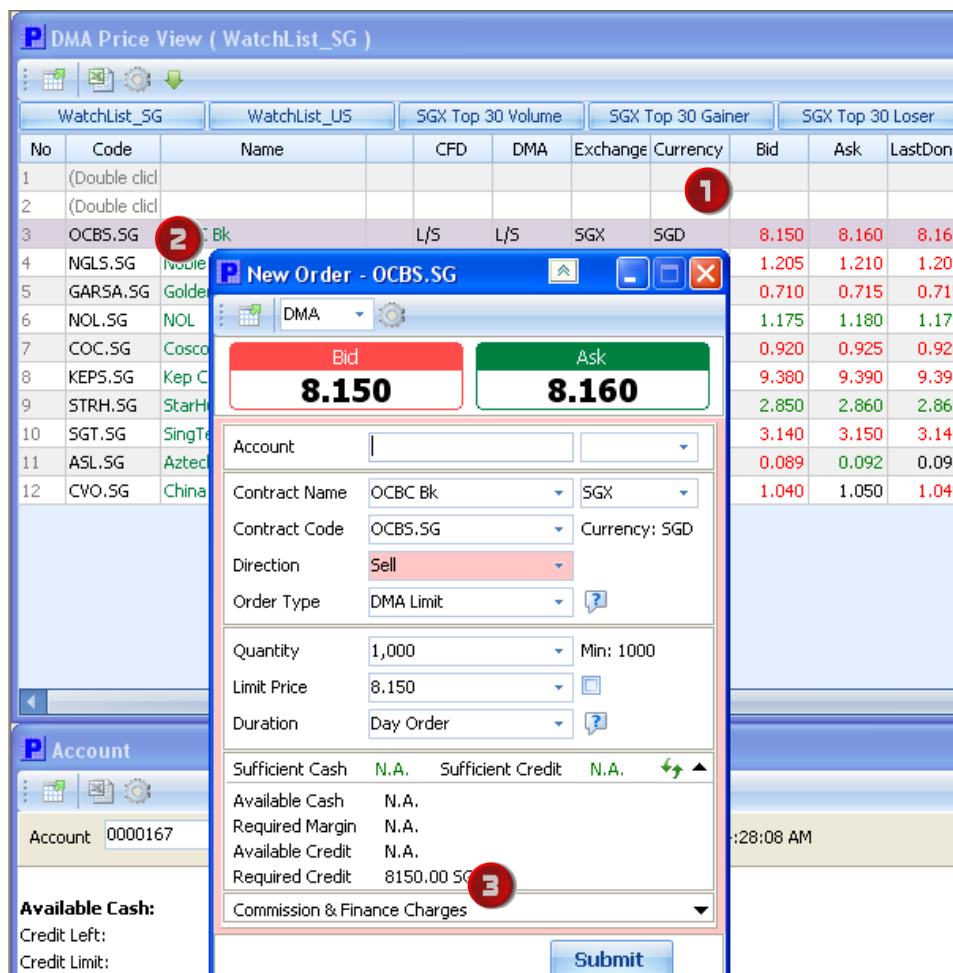 DMA Price View ( WatchList_SG )
WatchList_SG WatchList_US SGX Top 30 Volume SGX Top 30 Gainer SGX Top 30 Loser
No Code Name CFD DMA Exchange Currency Bid Ask LastDon
1 (Double clicl
2 (Double clicl
3 OCBS.SG Bk L/S L/S SGX SGD 8.150 8.160 8.16
4 NGLS.SG Noble 1.205 1.210 1.20
5 GARSA.SG Golde 0.710 0.715 0.71
6 NOL.SG NOL 1.175 1.180 1.17
7 COC.SG Cosco 0.920 0.925 0.92
8 KEPS.SG Kep C 9.380 9.390 9.39
9 STRH.SG StarH 2.850 2.860 2.86
10 SGT.SG SingTe 3.140 3.150 3.14
11 ASL.SG Aztec 0.089 0.092 0.09
12 CVO.SG China 1.040 1.050 1.04
1
2
New Order - OCBS.SG
DMA
Bid Ask
8.150 8.160
Account
Contract Name OCBC Bk SGX
Contract Code OCBS.SG Currency: SGD
Direction Sell
Order Type DMA Limit ?
Quantity 1,000 Min: 1000
Limit Price 8.150
Duration Day Order ?
Sufficient Cash N.A. Sufficient Credit N.A.
Available Cash N.A.
Required Margin N.A.
Available Credit N.A.
Required Credit 8150.00 SG
3
Commission & Finance Charges
Submit
Account
Account 0000167 :28:08 AM
Available Cash:
Credit Left:
Credit Limit: